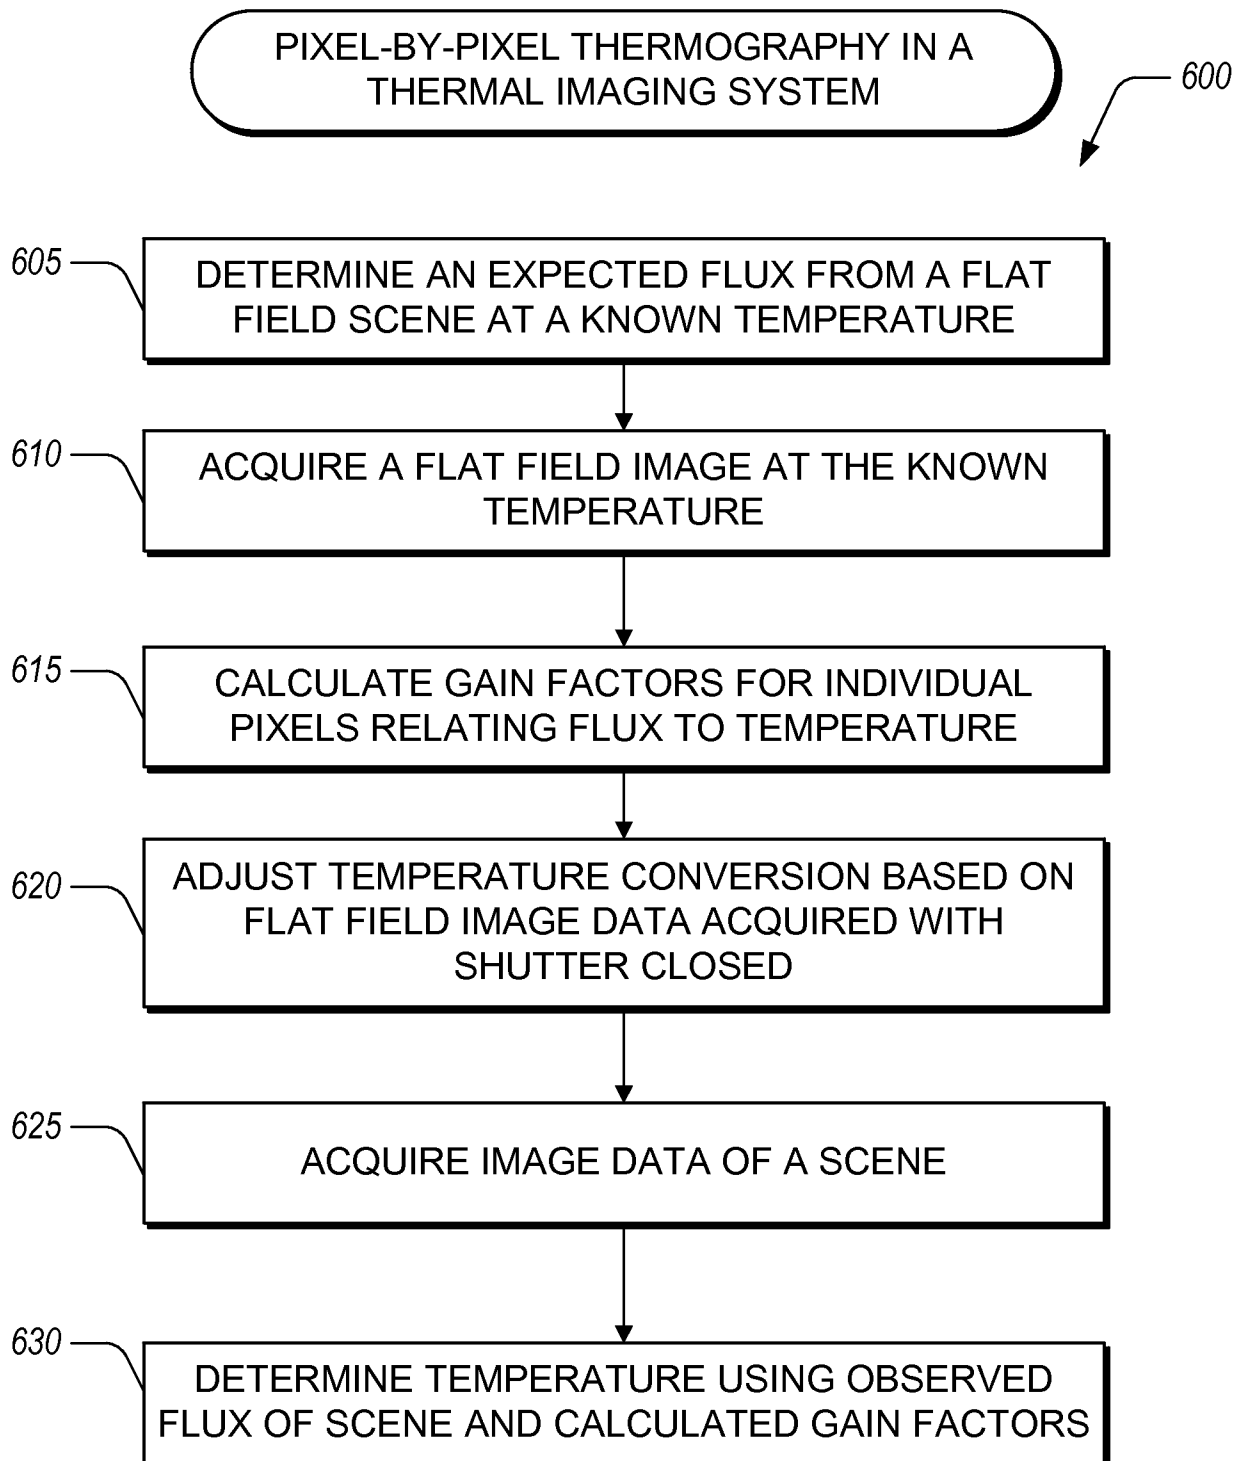 PIXEL-BY-PIXEL THERMOGRAPHY IN A
THERMAL IMAGING SYSTEM
600
605
DETERMINE AN EXPECTED FLUX FROM A FLAT
FIELD SCENE AT A KNOWN TEMPERATURE
610
ACQUIRE A FLAT FIELD IMAGE AT THE KNOWN
TEMPERATURE
615
CALCULATE GAIN FACTORS FOR INDIVIDUAL
PIXELS RELATING FLUX TO TEMPERATURE
620
ADJUST TEMPERATURE CONVERSION BASED ON
FLAT FIELD IMAGE DATA ACQUIRED WITH
SHUTTER CLOSED
625
ACQUIRE IMAGE DATA OF A SCENE
630
DETERMINE TEMPERATURE USING OBSERVED
FLUX OF SCENE AND CALCULATED GAIN FACTORS